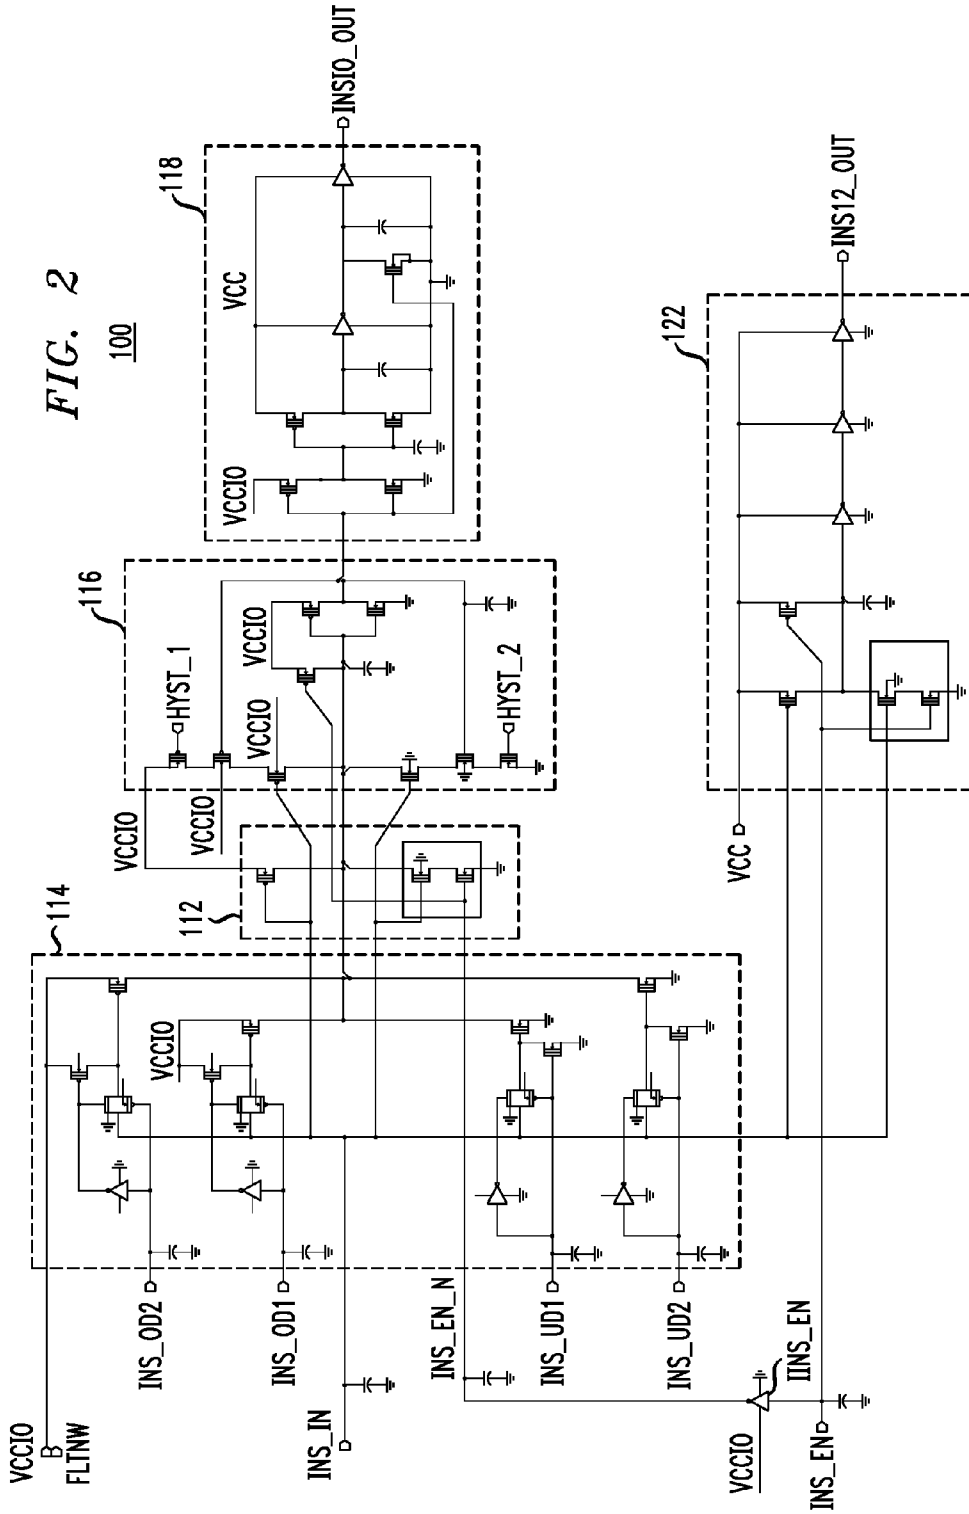 FIG. 2
100
VCCIO
FLTNW
INS_OD2
INS_OD1
INS_IN
INS_EN_N
INS_UD1
INS_UD2
VCCIO
IINS_EN
INS_EN
114
VCCIO
112
VCCIO
VCCIO
116
HYST_1
VCCIO
VCCIO
HYST_2
118
VCCIO
VCC
INSIO_OUT
VCC
122
INS12_OUT